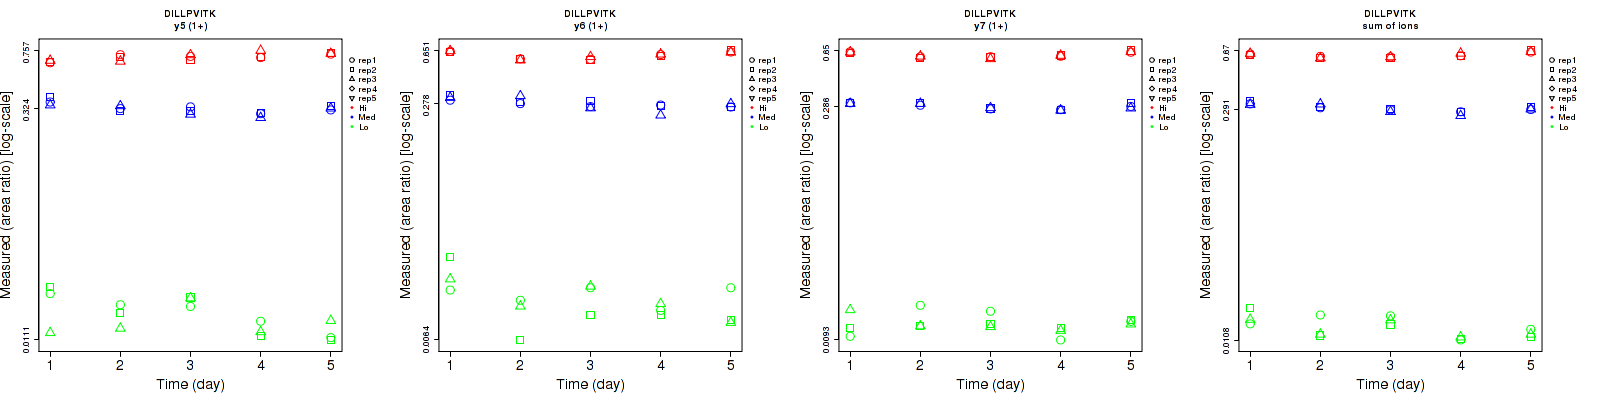 DILLPVITK
y5 (1+)
Measured (area ratio) [log-scale]
0.757
0.324
0.011
1 2 3 4 5
Time (day)
rep1
rep2
rep3
rep4
rep5
Hi
Med
Lo
DILLPVITK
y6 (1+)
Measured (area ratio) [log-scale]
0.651
0.278
0.0064
1 2 3 4 5
Time (day)
rep1
rep2
rep3
rep4
rep5
Hi
Med
Lo
DILLPVITK
y7 (1+)
Measured (area ratio) [log-scale]
0.65
0.286
0.0093
1 2 3 4 5
Time (day)
rep1
rep2
rep3
rep4
rep5
Hi
Med
Lo
DILLPVITK
sum of ions
Measured (area ratio) [log-scale]
0.67
0.291
0.0108
1 2 3 4 5
Time (day)
rep1
rep2
rep3
rep4
rep5
Hi
Med
Lo